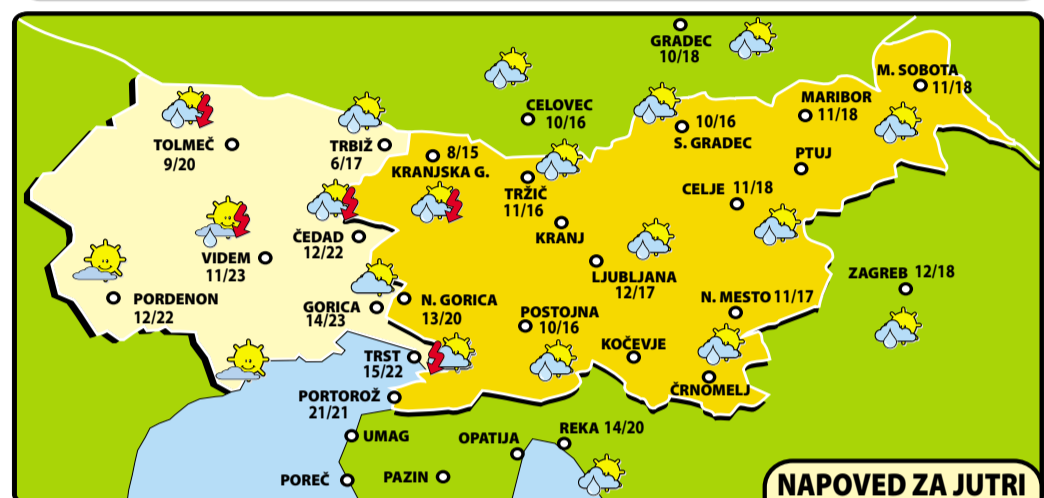 GRADEC
10/18
M. SOBOTA
11/18
MARIBOR
11/18
CELOVEC
10/16
10/16
S. GRADEC
TOLMEČ
9/20
TRBIŽ
6/17
8/15
KRANJSKA G.
PTUJ
TRŽIČ
11/16
CELJE 11/18
KRANJ
ČEDAD
12/22
VIDEM
11/23
LJUBLJANA
12/17
ZAGREB 12/18
PORDENON
12/22
GORICA
14/23
N. GORICA
13/20
N. MESTO 11/17
POSTOJNA
10/16
KOČEVJE
TRST
15/22
ČRNOMELJ
PORTOROŽ
21/21
UMAG
OPATIJA
REKA 14/20
POREČ
PAZIN
NAPOVED ZA JUTRI